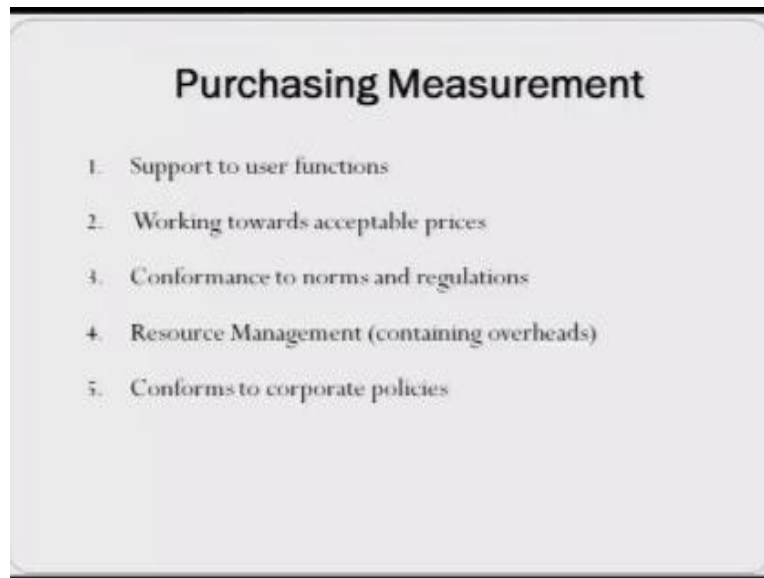 Purchasing Measurement
1. Support to user functions
2. Working towards acceptable prices
3. Conformance to norms and regulations
4. Resource Management (containing overheads)
5. Conforms to corporate policies